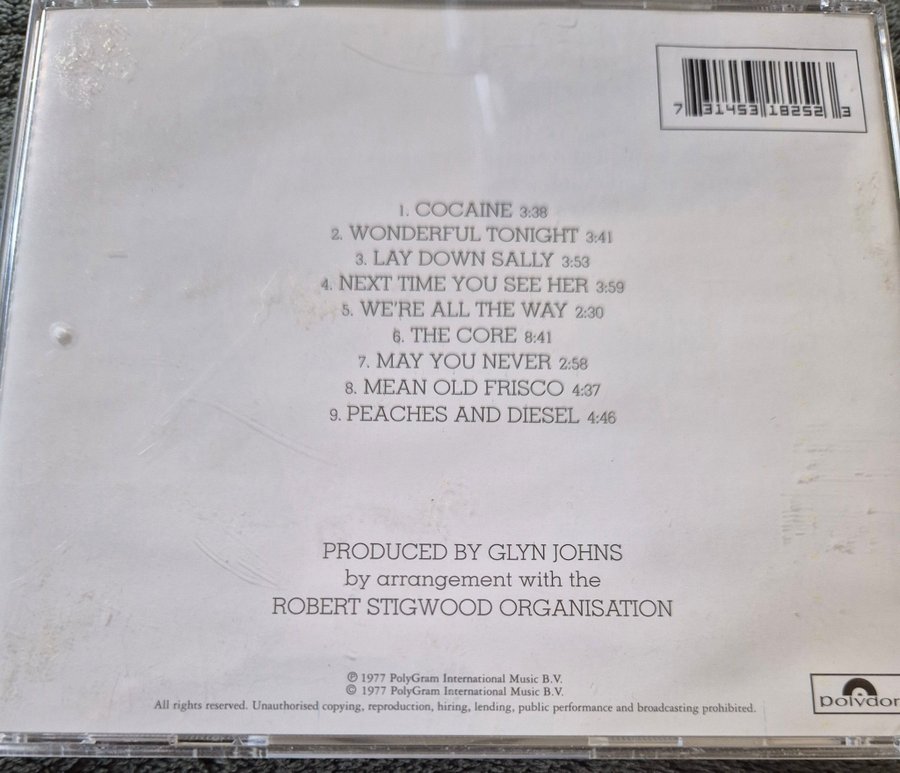 7 31453 18252 3
1. COCAINE 3:38
2. WONDERFUL TONIGHT 3:41
3. LAY DOWN SALLY 3:53
4. NEXT TIME YOU SEE HER 3:59
5. WE'RE ALL THE WAY 2:30
6. THE CORE 8:41
7. MAY YOU NEVER 2:58
8. MEAN OLD FRISCO 4:37
9. PEACHES AND DIESEL 4:46
PRODUCED BY GLYN JOHNS
by arrangement with the
ROBERT STIGWOOD ORGANISATION
℗ 1977 PolyGram International Music B.V.
© 1977 PolyGram International Music B.V.
All rights reserved. Unauthorised copying, reproduction, hiring, lending, public performance and broadcasting prohibited.
polydor